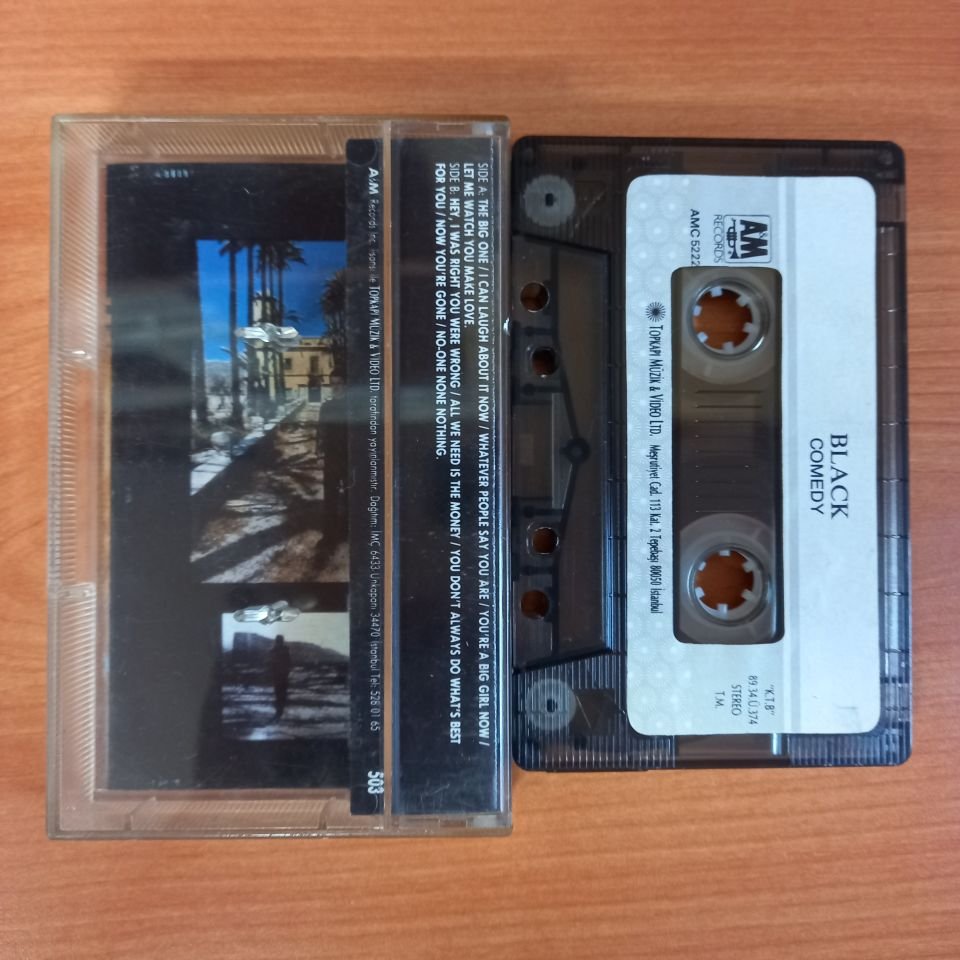 SIDE A: THE BIG ONE / I CAN LAUGH ABOUT IT NOW / WHATEVER PEOPLE SAY YOU ARE / YOU'RE A BIG GIRL NOW /
LET ME WATCH YOU MAKE LOVE.
SIDE B: HEY, I WAS RIGHT YOU WERE WRONG / ALL WE NEED IS THE MONEY / YOU DON'T ALWAYS DO WHAT'S BEST
FOR YOU / NOW YOU'RE GONE / NO-ONE NONE NOTHING.
A&M Records Inc. lisansı ile TOPKAPI MÜZİK & VİDEO LTD. tarafından yayınlanmıştır. Dağıtım: İMC 6433 Unkapanı 34470 İstanbul Tel: 528 01 65
503
BLACK
COMEDY
A&M
RECORDS
AMC 5222
TOPKAPI MÜZİK & VİDEO LTD. Meşrutiyet Cad. 113 Kat. 2 Tepebaşı 80050 İstanbul
"K.T.B"
89.34.Ü.374
STEREO
T.M.